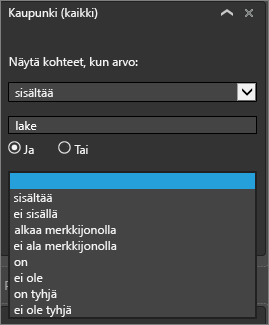 Kaupunki (kaikki)
Näytä kohteet, kun arvo:
sisältää
lake
Ja
Tai
sisältää
ei sisällä
alkaa merkkijonolla
ei ala merkkijonolla
on
ei ole
on tyhjä
ei ole tyhjä